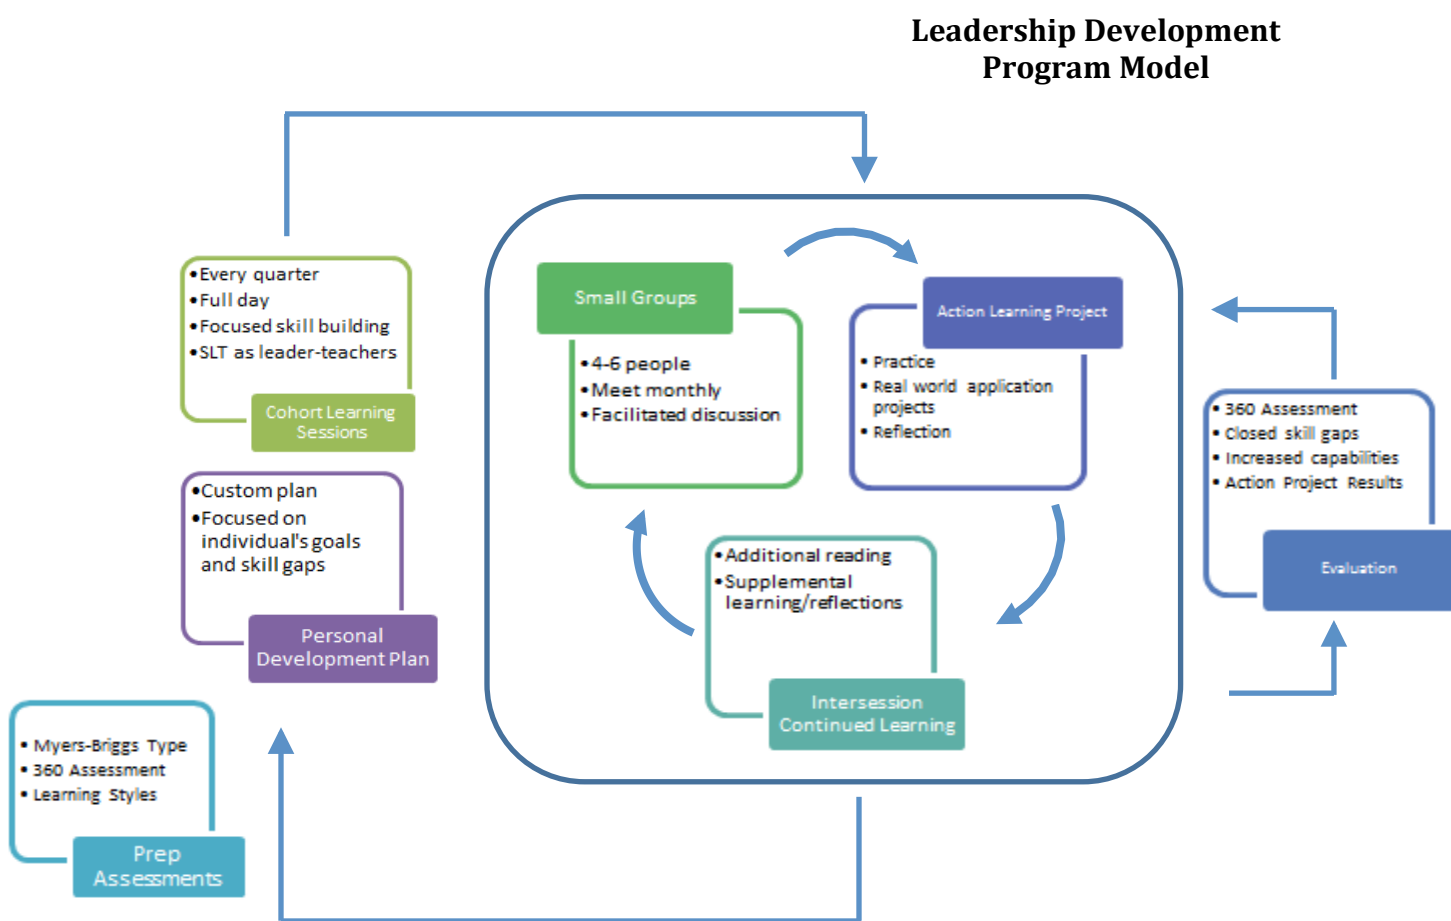 Leadership Development
Program Model
•Every quarter
•Full day
•Focused skill building
•SLT as leader-teachers
Cohort Learning
Sessions
•Custom plan
•Focused on
individual's goals
and skill gaps
Personal
Development Plan
• Myers-Briggs Type
• 360 Assessment
• Learning Styles
Prep
Assessments
Small Groups
•4-6 people
•Meet monthly
•Facilitated discussion
Action Learning Project
• Practice
• Real world application
projects
• Reflection
•Additional reading
•Supplemental
learning/reflections
Intersession
Continued Learning
• 360 Assessment
• Closed skill gaps
• Increased capabilities
• Action Project Results
Evaluation